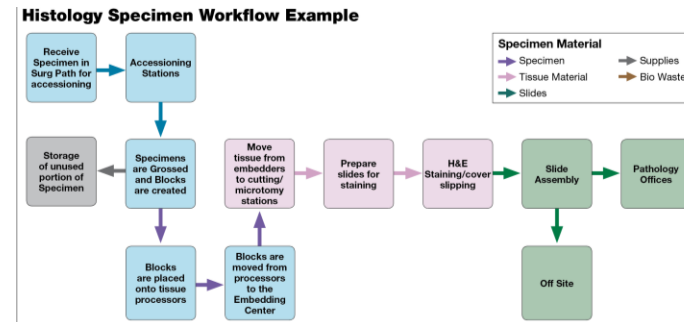 Histology Specimen Workflow Example
Receive
Specimen in
Surg Path for
accessioning
Accessioning
Stations
Specimen Material
Specimen
Supplies
Tissue Material
Bio Waste
Slides
Storage
of unused
portion of
Specimen
Specimens
are Grossed
and Blocks
are created
Move
tissue from
embedders to
cutting/
microtomy
stations
Prepare
slides for
staining
H&E
Staining/cover
slipping
Slide
Assembly
Pathology
Offices
Blocks
are placed
onto tissue
processors
Blocks are
moved from
processors
to the
Embedding
Center
Off Site